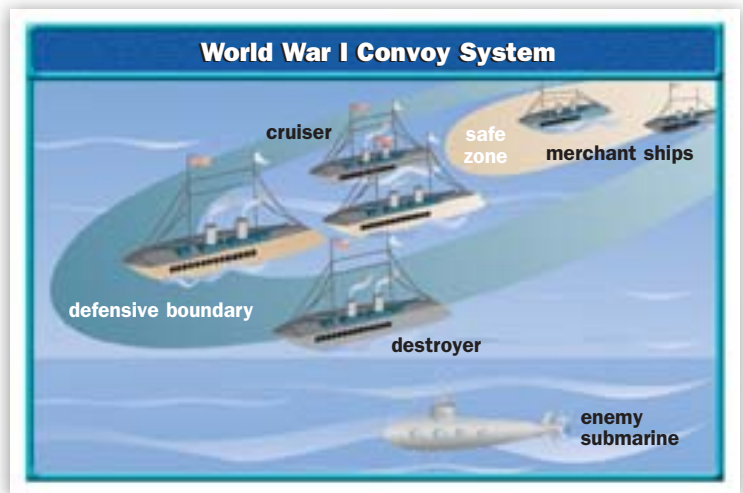 World War I Convoy System
cruiser
safe
zone
merchant ships
defensive boundary
destroyer
enemy
submarine